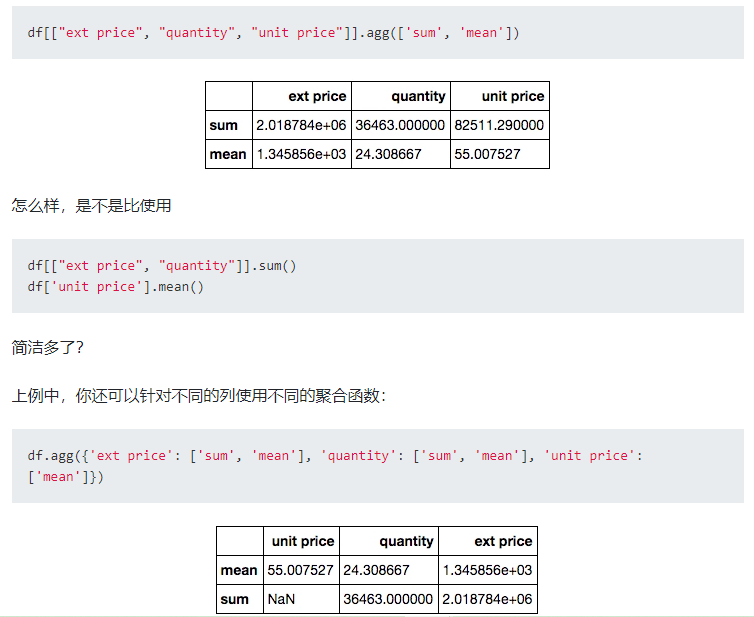 df[["ext price", "quantity", "unit price"]].agg(['sum', 'mean'])
ext price quantity unit price
sum 2.018784e+06 36463.000000 82511.290000
mean 1.345856e+03 24.308667 55.007527
怎么样，是不是比使用
df[["ext price", "quantity"]].sum()
df['unit price'].mean()
简洁多了？
上例中，你还可以针对不同的列使用不同的聚合函数：
df.agg({'ext price': ['sum', 'mean'], 'quantity': ['sum', 'mean'], 'unit price':
['mean']})
unit price quantity ext price
mean 55.007527 24.308667 1.345856e+03
sum NaN 36463.000000 2.018784e+06